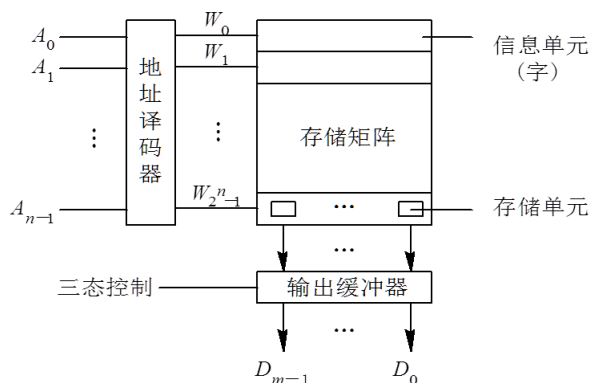 A₀ W₀ 信息单元
(字)
A₁ W₁
地址译码器
⋮ ⋮
存储矩阵
Aₙ₋₁ W₂ⁿ₋₁ … 存储单元
…
三态控制 输出缓冲器
…
Dₘ₋₁ D₀